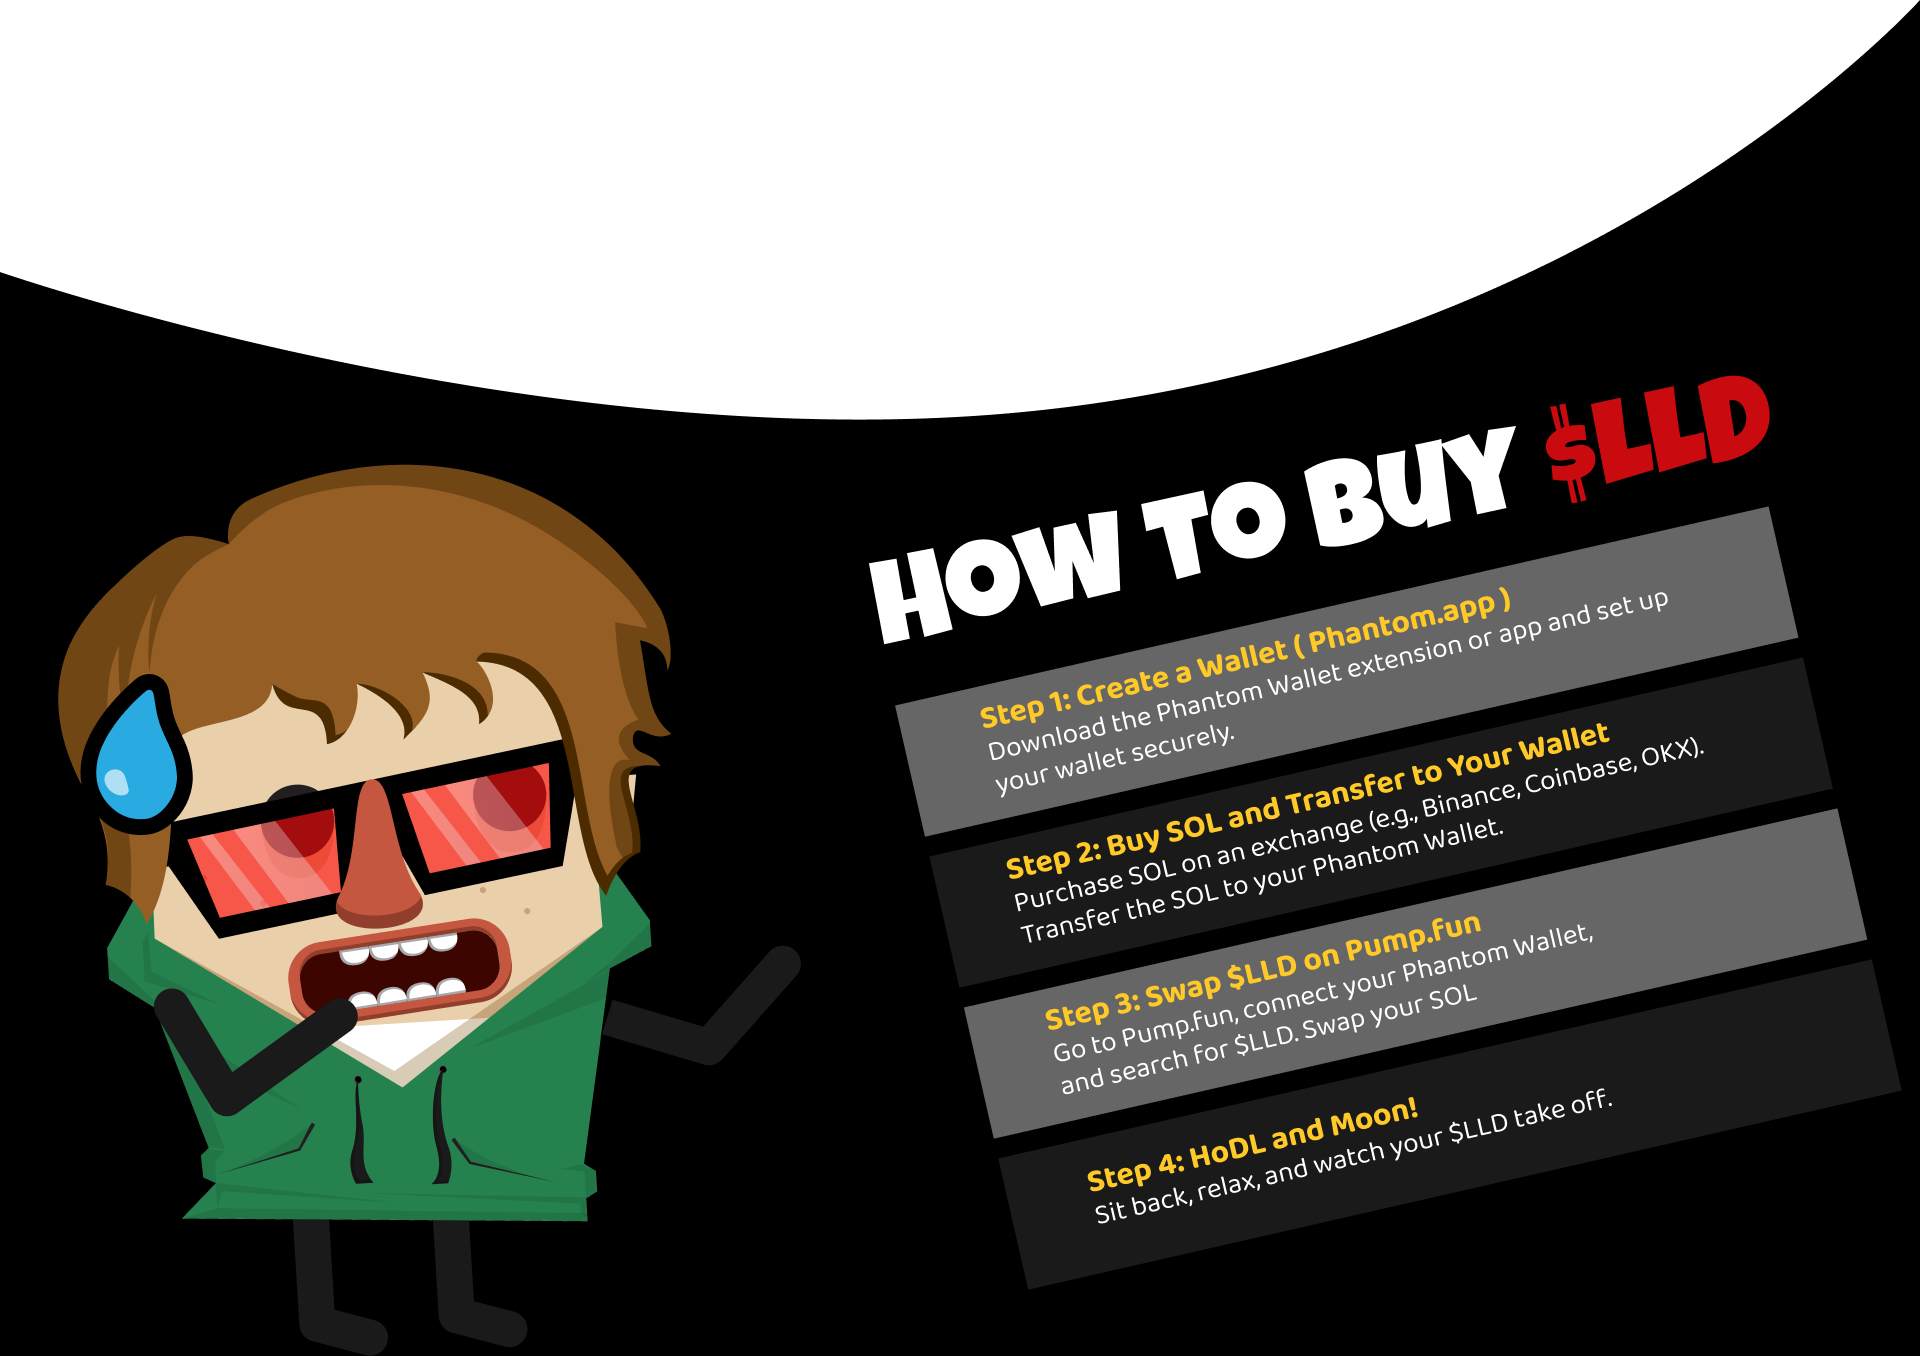 HOW TO BUY $LLD
Step 1: Create a Wallet ( Phantom.app )
Download the Phantom Wallet extension or app and set up
your wallet securely.
Step 2: Buy SOL and Transfer to Your Wallet
Purchase SOL on an exchange (e.g., Binance, Coinbase, OKX).
Transfer the SOL to your Phantom Wallet.
Step 3: Swap $LLD on Pump.fun
Go to Pump.fun, connect your Phantom Wallet,
and search for $LLD. Swap your SOL
Step 4: HoDL and Moon!
Sit back, relax, and watch your $LLD take off.